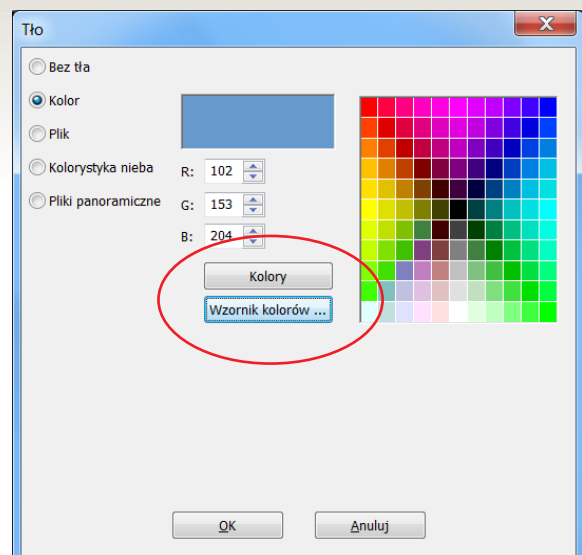 Tło
Bez tła
Kolor
Plik
Kolorystyka nieba
Pliki panoramiczne
R: 102
G: 153
B: 204
Kolory
Wzornik kolorów ...
OK
Anuluj